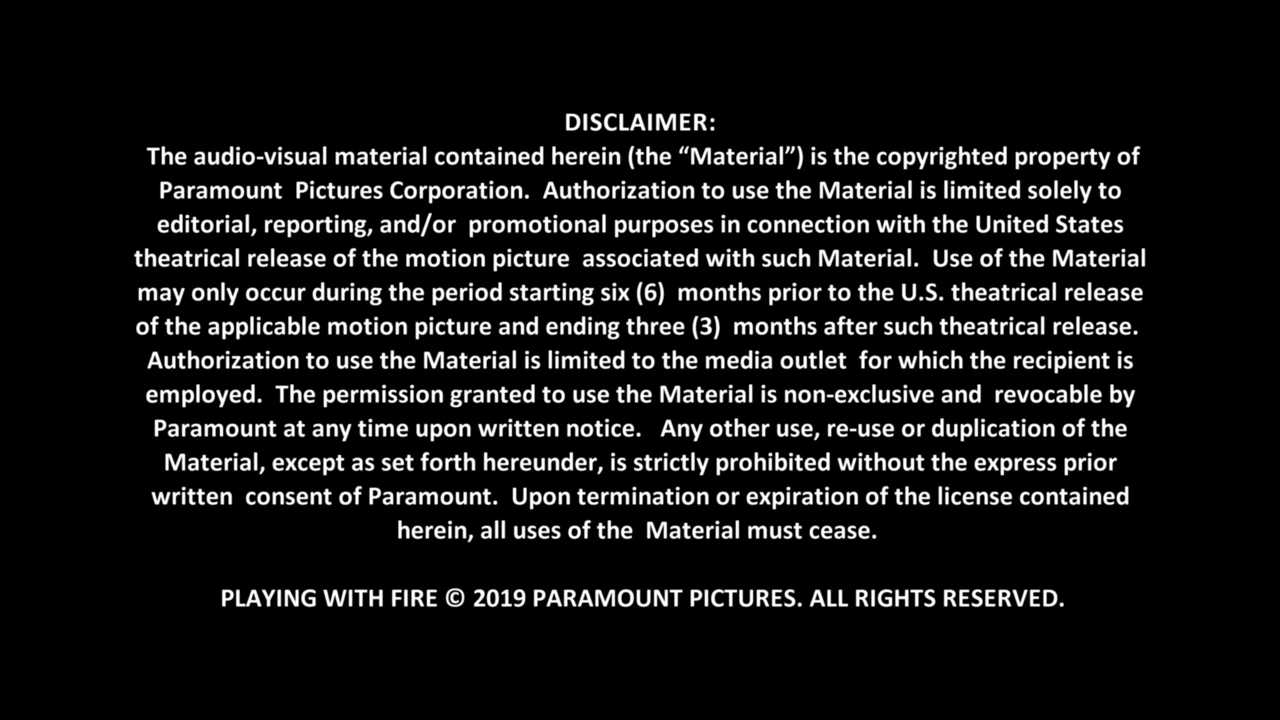 DISCLAIMER:
The audio-visual material contained herein (the “Material”) is the copyrighted property of
Paramount  Pictures Corporation.  Authorization to use the Material is limited solely to
editorial, reporting, and/or  promotional purposes in connection with the United States
theatrical release of the motion picture  associated with such Material.  Use of the Material
may only occur during the period starting six (6)  months prior to the U.S. theatrical release
of the applicable motion picture and ending three (3)  months after such theatrical release.
Authorization to use the Material is limited to the media outlet  for which the recipient is
employed.  The permission granted to use the Material is non-exclusive and  revocable by
Paramount at any time upon written notice.   Any other use, re-use or duplication of the
Material, except as set forth hereunder, is strictly prohibited without the express prior
written  consent of Paramount.  Upon termination or expiration of the license contained
herein, all uses of the  Material must cease.
PLAYING WITH FIRE © 2019 PARAMOUNT PICTURES. ALL RIGHTS RESERVED.